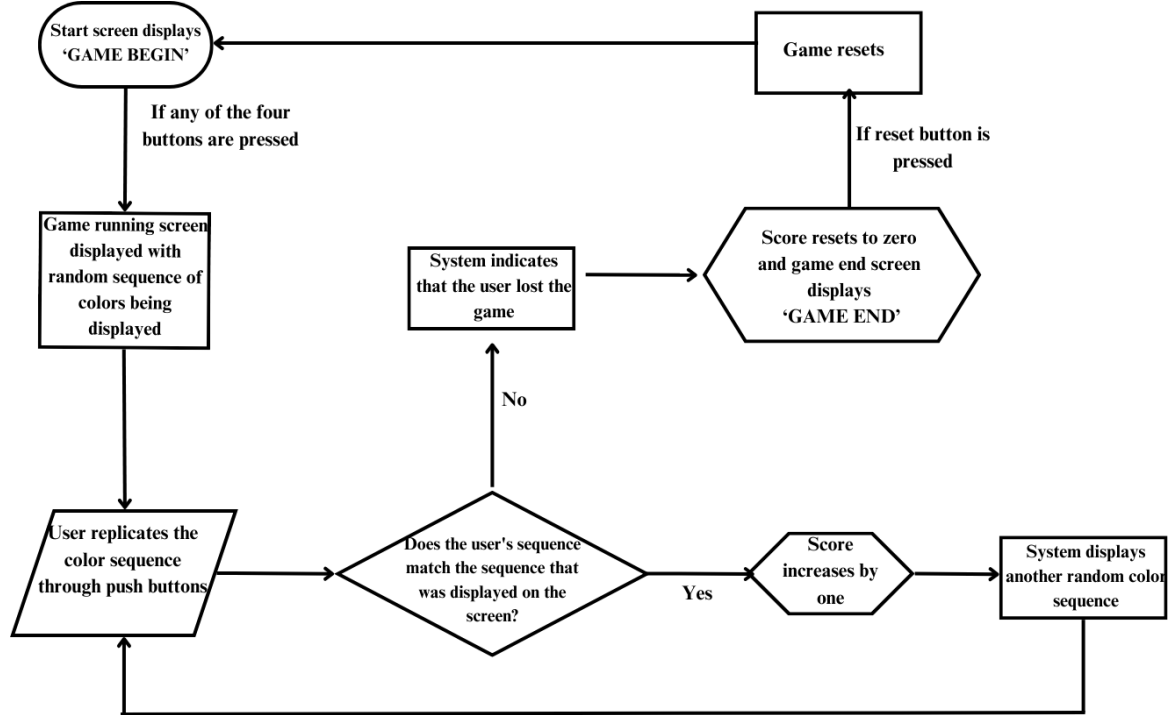 Start screen displays
‘GAME BEGIN’
If any of the four
buttons are pressed
Game running screen
displayed with
random sequence of
colors being
displayed
User replicates the
color sequence
through push buttons
Does the user's sequence
match the sequence that
was displayed on the
screen?
No
System indicates
that the user lost the
game
Score resets to zero
and game end screen
displays
‘GAME END’
If reset button is
pressed
Game resets
Yes
Score
increases by
one
System displays
another random color
sequence